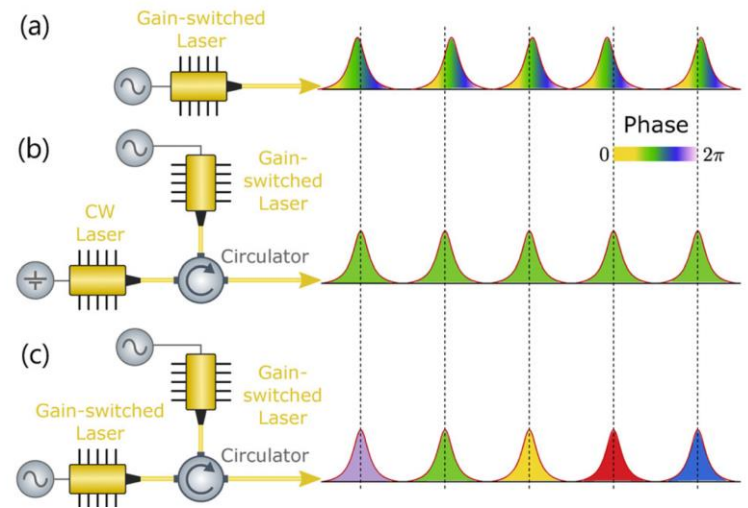 (a)
Gain-switched
Laser
Phase
0 2π
(b)
Gain-
switched
Laser
CW
Laser
Circulator
(c)
Gain-
switched
Laser
Gain-switched
Laser
Circulator